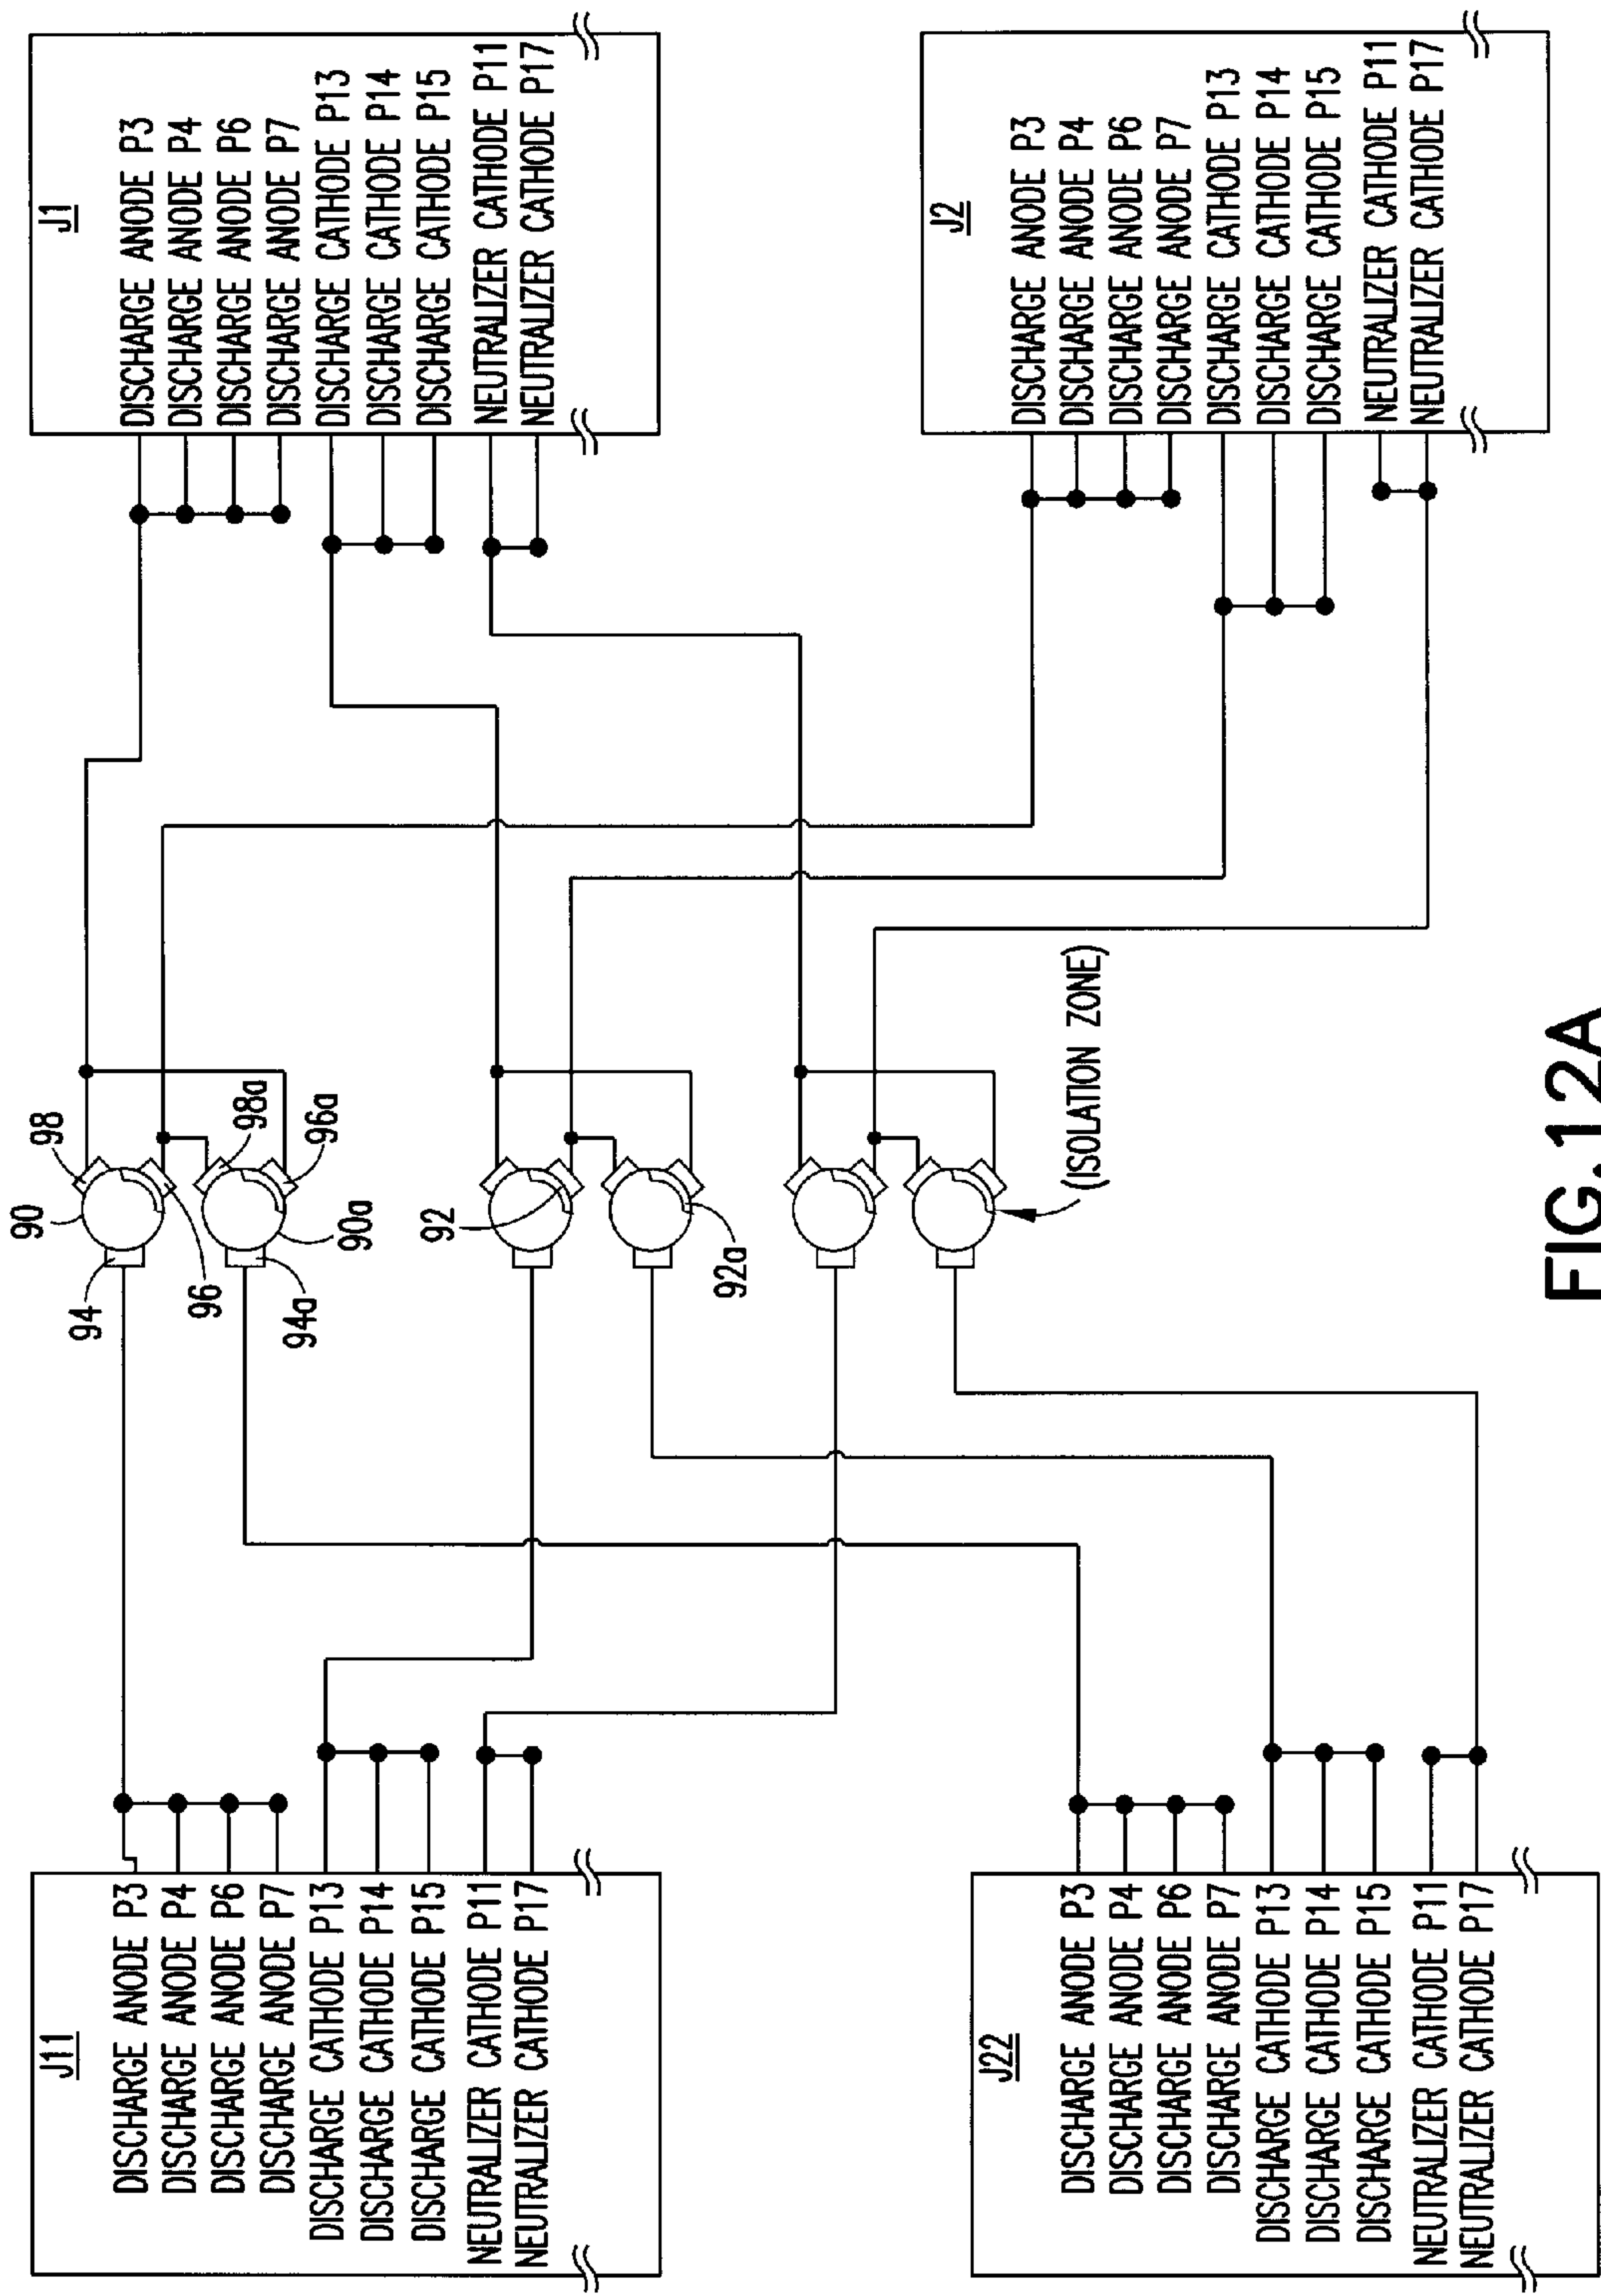 J11
DISCHARGE ANODE P3
DISCHARGE ANODE P4
DISCHARGE ANODE P6
DISCHARGE ANODE P7
DISCHARGE CATHODE P13
DISCHARGE CATHODE P14
DISCHARGE CATHODE P15
NEUTRALIZER CATHODE P11
NEUTRALIZER CATHODE P17
J22
DISCHARGE ANODE P3
DISCHARGE ANODE P4
DISCHARGE ANODE P6
DISCHARGE ANODE P7
DISCHARGE CATHODE P13
DISCHARGE CATHODE P14
DISCHARGE CATHODE P15
NEUTRALIZER CATHODE P11
NEUTRALIZER CATHODE P17
90
98
94
96
98a
96a
90a
94a
92
92a
(ISOLATION ZONE)
J1
DISCHARGE ANODE P3
DISCHARGE ANODE P4
DISCHARGE ANODE P6
DISCHARGE ANODE P7
DISCHARGE CATHODE P13
DISCHARGE CATHODE P14
DISCHARGE CATHODE P15
NEUTRALIZER CATHODE P11
NEUTRALIZER CATHODE P17
J2
DISCHARGE ANODE P3
DISCHARGE ANODE P4
DISCHARGE ANODE P6
DISCHARGE ANODE P7
DISCHARGE CATHODE P13
DISCHARGE CATHODE P14
DISCHARGE CATHODE P15
NEUTRALIZER CATHODE P11
NEUTRALIZER CATHODE P17
FIG.12A